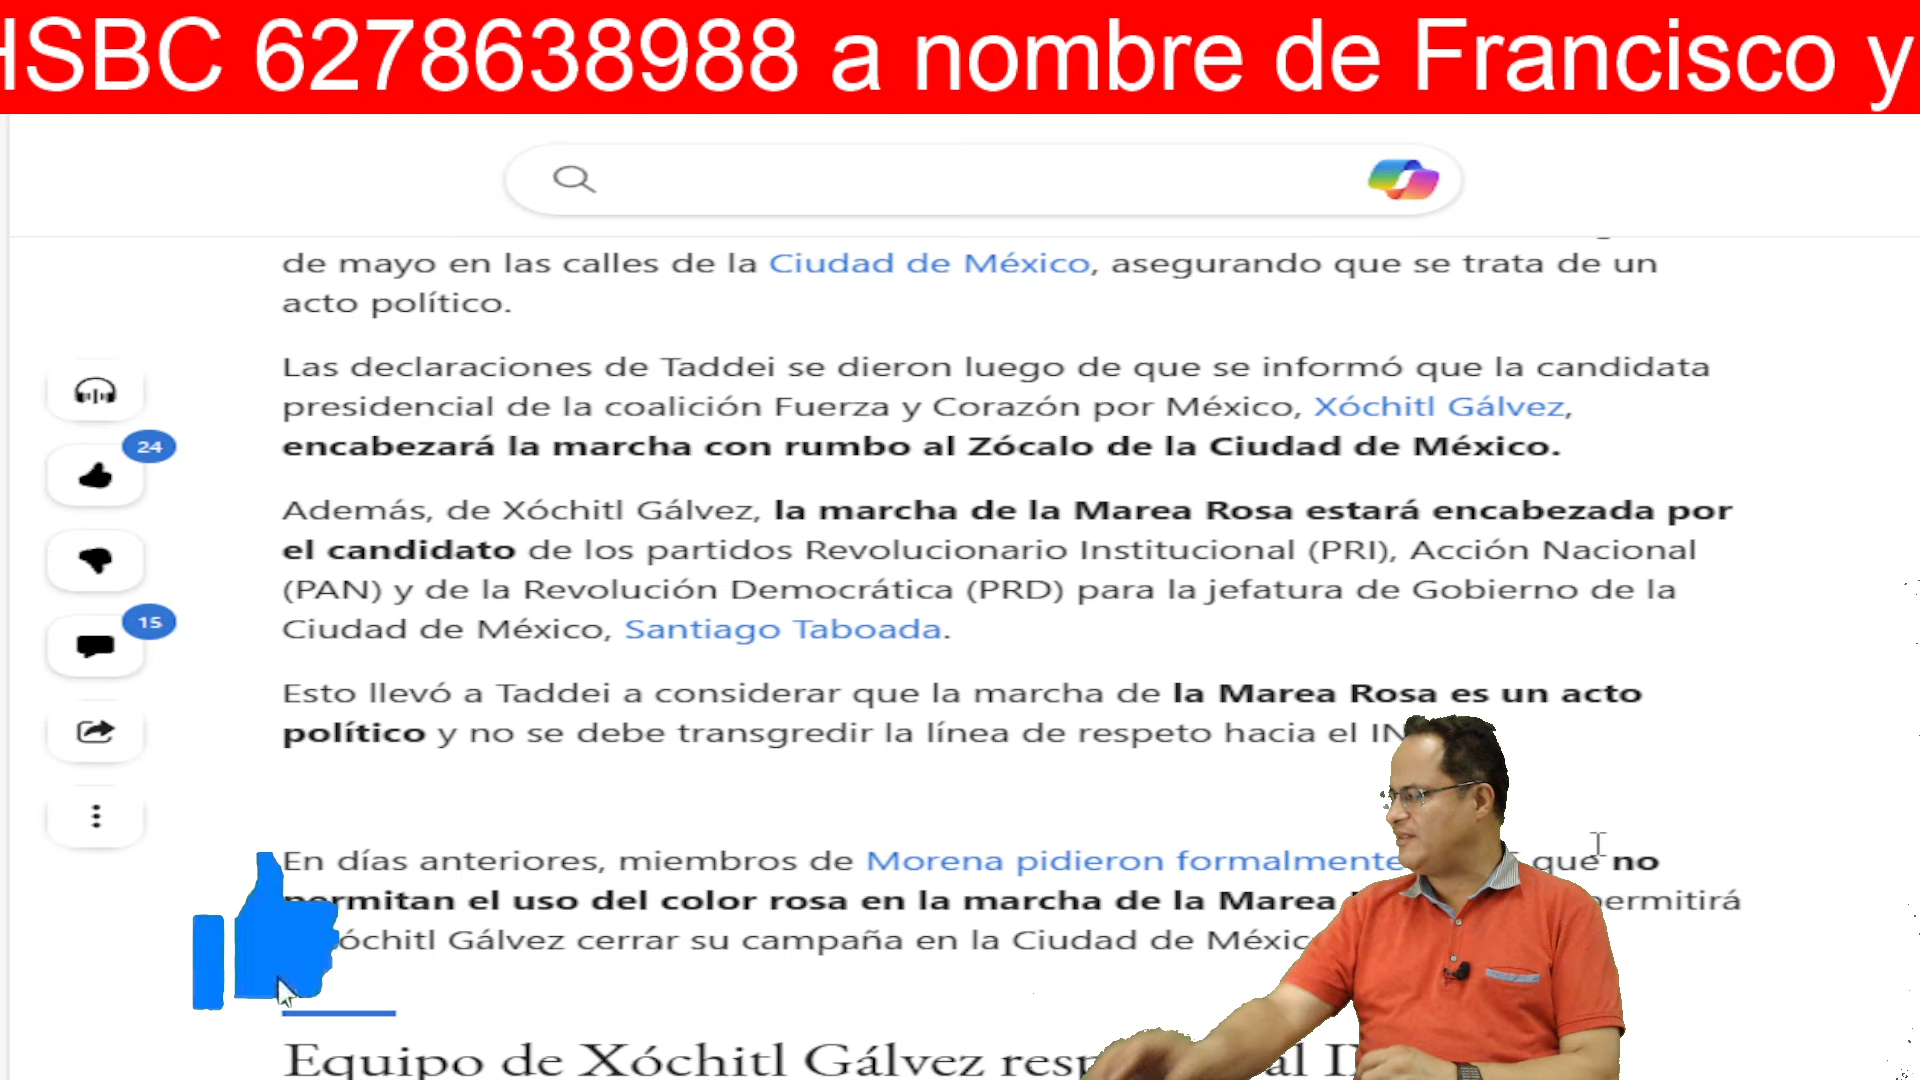 HSBC 6278638988 a nombre de Francisco y
de mayo en las calles de la Ciudad de México, asegurando que se trata de un
acto político.
Las declaraciones de Taddei se dieron luego de que se informó que la candidata
presidencial de la coalición Fuerza y Corazón por México, Xóchitl Gálvez,
encabezará la marcha con rumbo al Zócalo de la Ciudad de México.
24
Además, de Xóchitl Gálvez, la marcha de la Marea Rosa estará encabezada por
el candidato de los partidos Revolucionario Institucional (PRI), Acción Nacional
(PAN) y de la Revolución Democrática (PRD) para la jefatura de Gobierno de la
Ciudad de México, Santiago Taboada.
15
Esto llevó a Taddei a considerar que la marcha de la Marea Rosa es un acto
político y no se debe transgredir la línea de respeto hacia el
En días anteriores, miembros de Morena pidieron formalmente que no
permitan el uso del color rosa en la marcha de la Marea permitirá
óchitl Gálvez cerrar su campaña en la Ciudad de
Equipo de Xóchitl Gálvez al